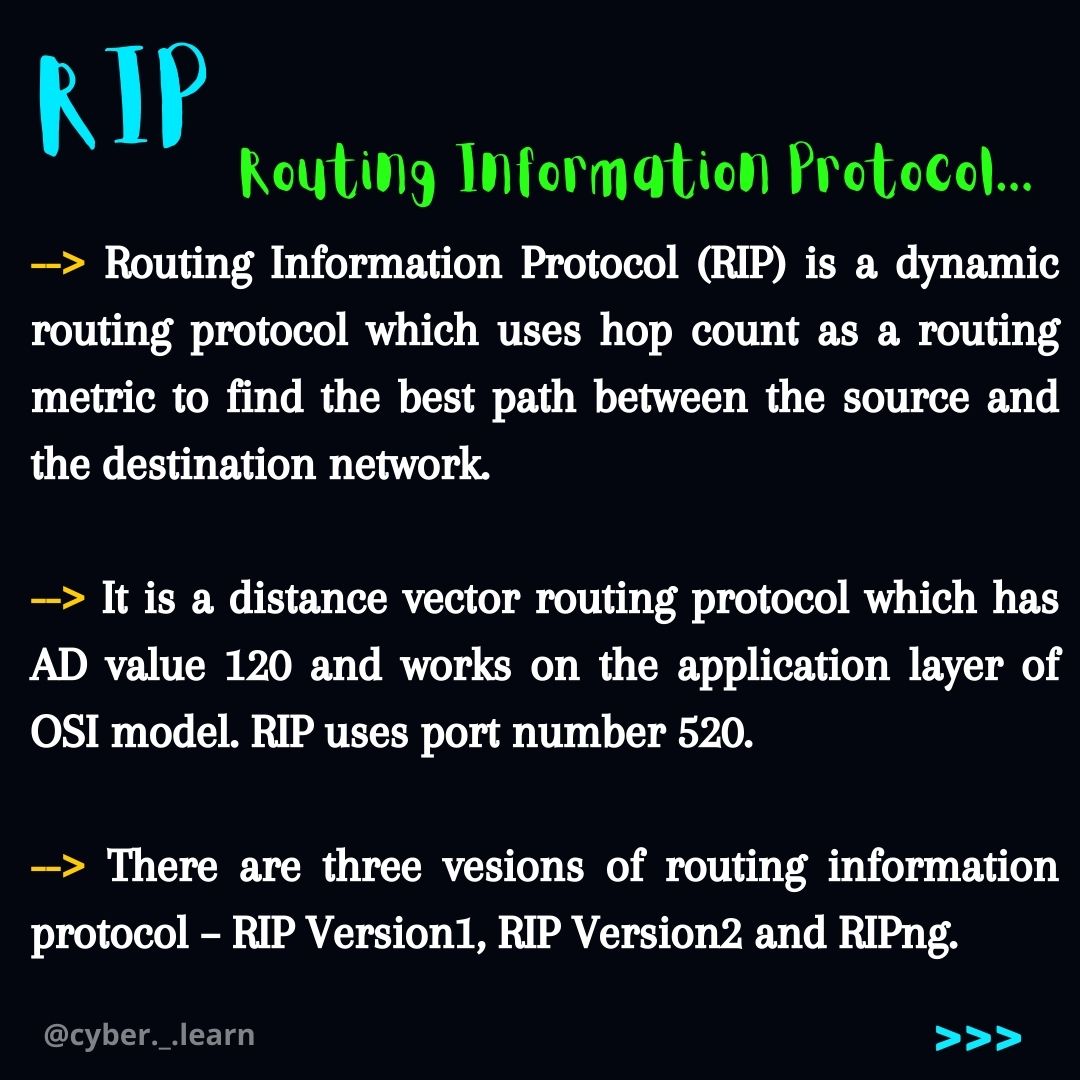 RIP
Routing Information Protocol...
--> Routing Information Protocol (RIP) is a dynamic
routing protocol which uses hop count as a routing
metric to find the best path between the source and
the destination network.
--> It is a distance vector routing protocol which has
AD value 120 and works on the application layer of
OSI model. RIP uses port number 520.
--> There are three vesions of routing information
protocol – RIP Version1, RIP Version2 and RIPng.
@cyber._.learn
>>>